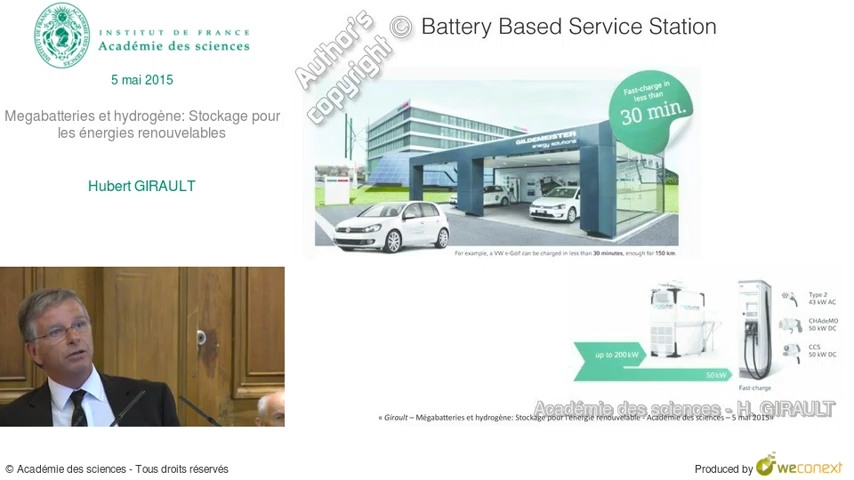 INSTITUT DE FRANCE
Académie des sciences
5 mai 2015
Megabatteries et hydrogène: Stockage pour
les énergies renouvelables
Hubert GIRAULT
Author's
copyright ©
Battery Based Service Station
Fast-charge in
less than
30 min.
GILDEMEISTER
energy solutions
For example, a VW e-Golf can be charged in less than 30 minutes, enough for 150 km.
up to 200 kW
50 kW
Type 2
43 kW AC
CHAdeMO
50 kW DC
CCS
50 kW DC
Fast-charge
Académie des sciences - H. GIRAULT
« Girault – Mégabatteries et hydrogène: Stockage pour l'énergie renouvelable - Académie des sciences – 5 mai 2015»
© Académie des sciences - Tous droits réservés
Produced by weconext